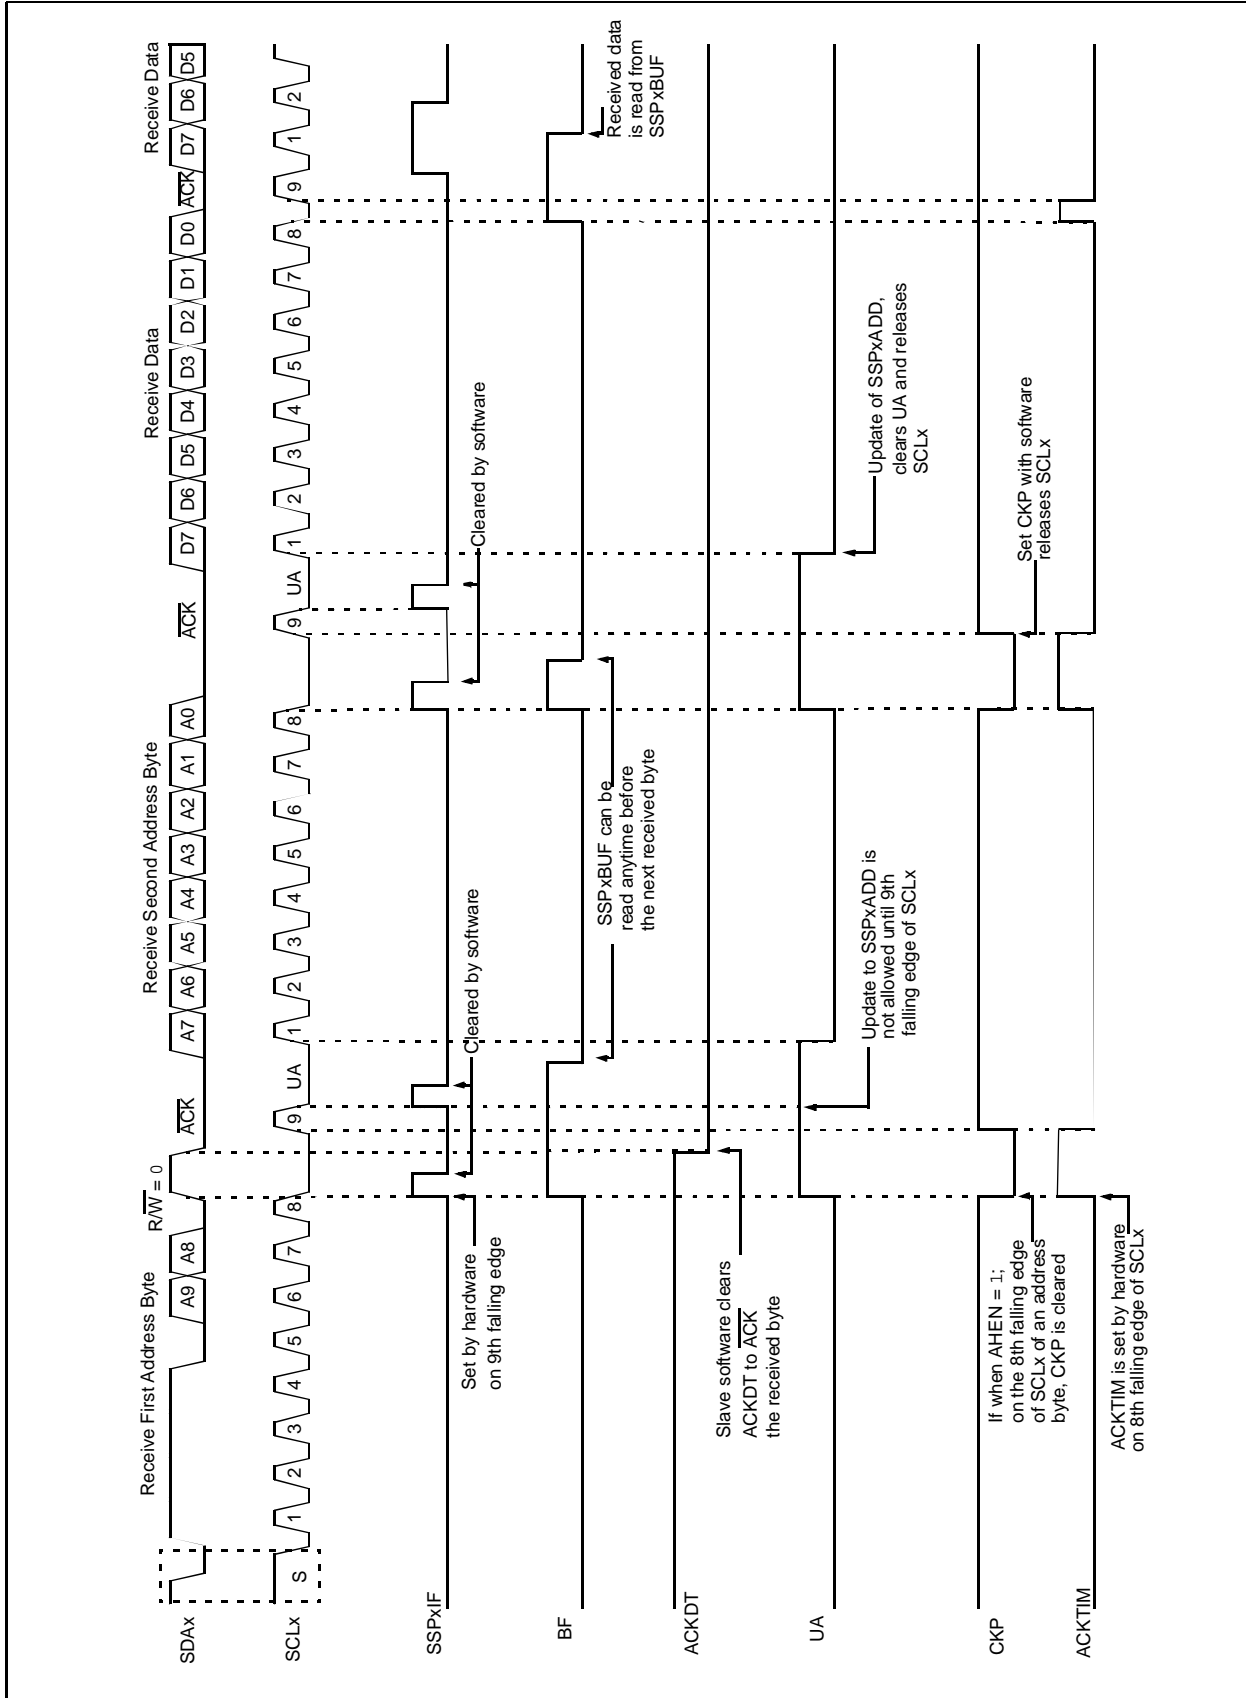 Receive First Address Byte
R/W = 0
ACK
Receive Second Address Byte
ACK
Receive Data
ACK
Receive Data
SDAx
A9
A8
A7
A6
A5
A4
A3
A2
A1
A0
D7
D6
D5
D4
D3
D2
D1
D0
D7
D6
D5
SCLx
S
1
2
3
4
5
6
7
8
9
UA
1
2
3
4
5
6
7
8
9
UA
1
2
3
4
5
6
7
8
9
1
2
SSPxIF
Set by hardware
on 9th falling edge
Cleared by software
Cleared by software
BF
SSPxBUF can be
read anytime before
the next received byte
Received data
is read from
SSPxBUF
ACKDT
Slave software clears
ACKDT to ACK
the received byte
UA
Update to SSPxADD is
not allowed until 9th
falling edge of SCLx
Update of SSPxADD,
clears UA and releases
SCLx
CKP
If when AHEN = 1;
on the 8th falling edge
of SCLx of an address
byte, CKP is cleared
Set CKP with software
releases SCLx
ACKTIM
ACKTIM is set by hardware
on 8th falling edge of SCLx